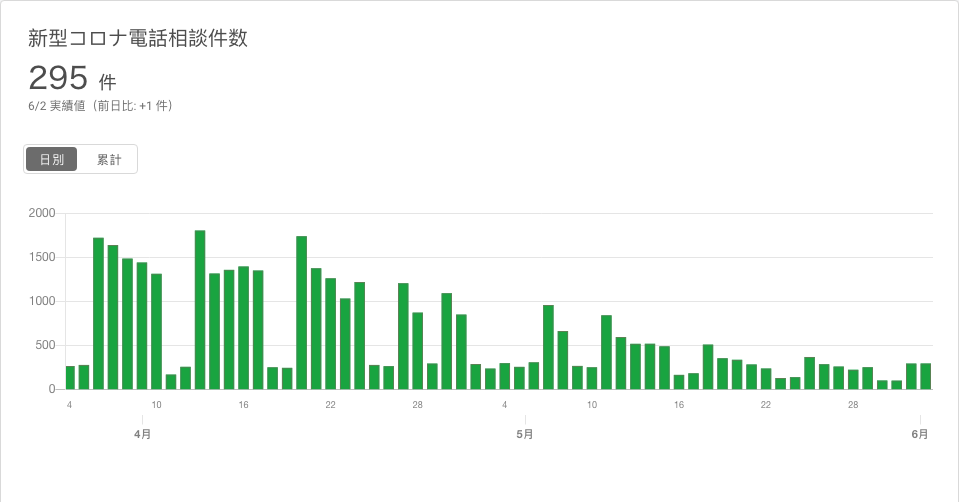 新型コロナ電話相談件数
295 件
6/2 実績値（前日比: +1 件）
日別 累計
2000
1500
1000
500
0
4 10 16 22 28 4 10 16 22 28
4月 5月 6月